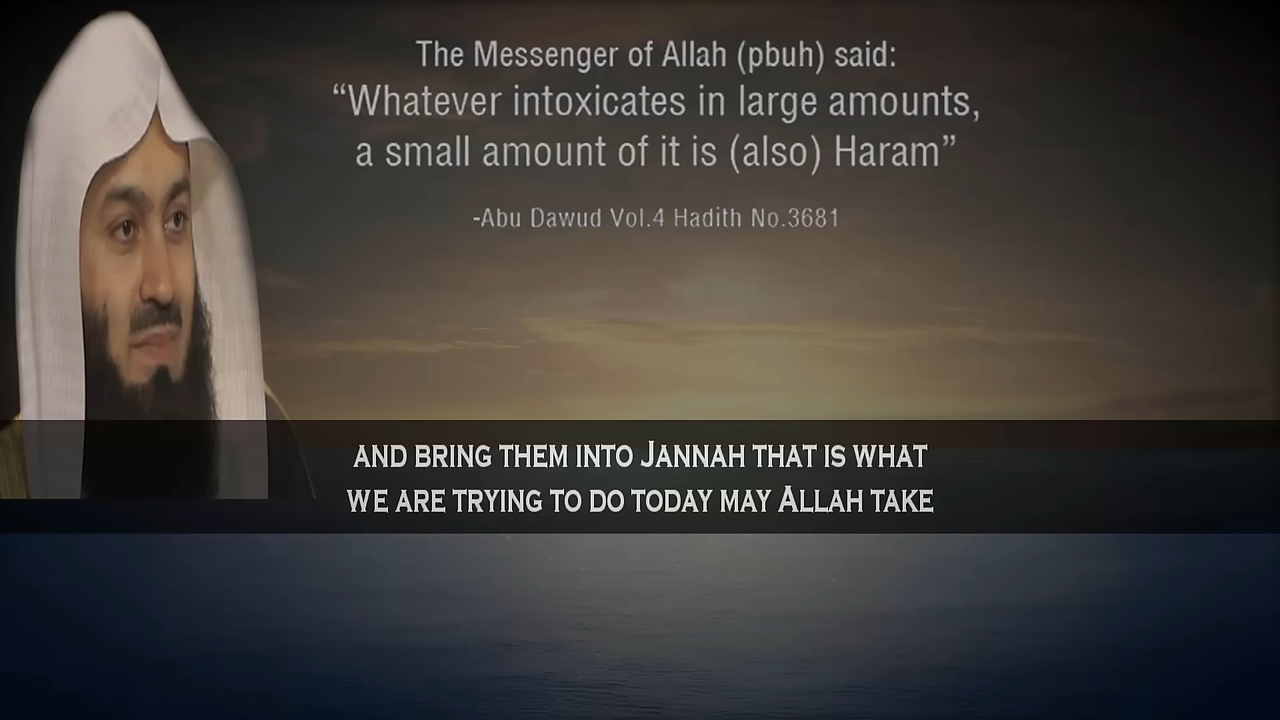 The Messenger of Allah (pbuh) said:
“Whatever intoxicates in large amounts,
a small amount of it is (also) Haram”
-Abu Dawud Vol.4 Hadith No.3681
AND BRING THEM INTO JANNAH THAT IS WHAT
WE ARE TRYING TO DO TODAY MAY ALLAH TAKE